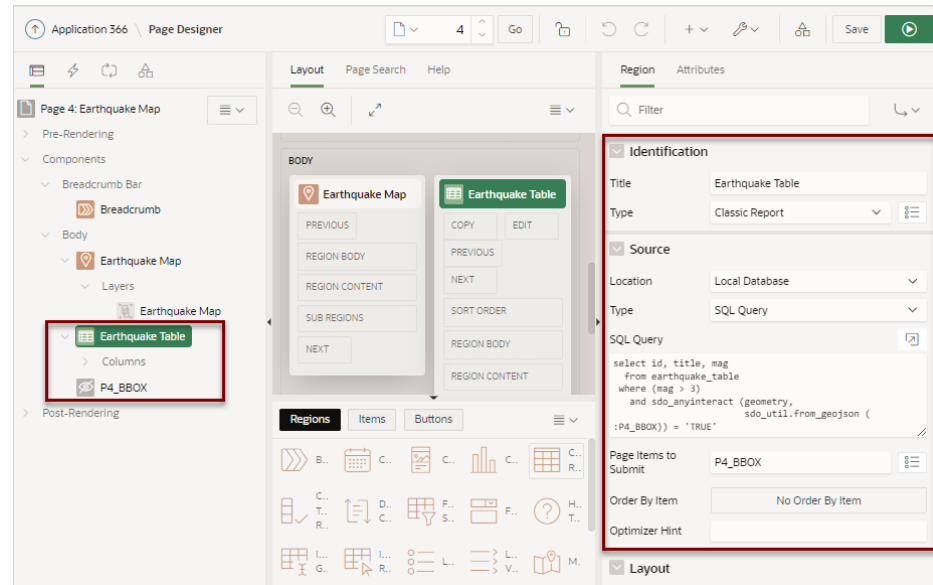 Application 366 \ Page Designer
4
Go
Save
Page 4: Earthquake Map
Pre-Rendering
Components
Breadcrumb Bar
Breadcrumb
Body
Earthquake Map
Layers
Earthquake Map
Earthquake Table
Columns
P4_BBOX
Post-Rendering
Layout Page Search Help
BODY
Earthquake Map
PREVIOUS
REGION BODY
REGION CONTENT
SUB REGIONS
NEXT
Earthquake Table
COPY EDIT
PREVIOUS
NEXT
SORT ORDER
REGION BODY
REGION CONTENT
Regions Items Buttons
B.. C.. C.. C.. C.. R..
C.. T.. R.. D.. C.. F.. S.. F.. H.. T..
I... G.. I... R.. L.. L.. V.. M.
Region Attributes
Filter
Identification
Title Earthquake Table
Type Classic Report
Source
Location Local Database
Type SQL Query
SQL Query
select id, title, mag
from earthquake_table
where (mag > 3)
and sdo_anyinteract (geometry,
sdo_util.from_geojson (
:P4_BBOX)) = 'TRUE'
Page Items to Submit P4_BBOX
Order By Item No Order By Item
Optimizer Hint
Layout